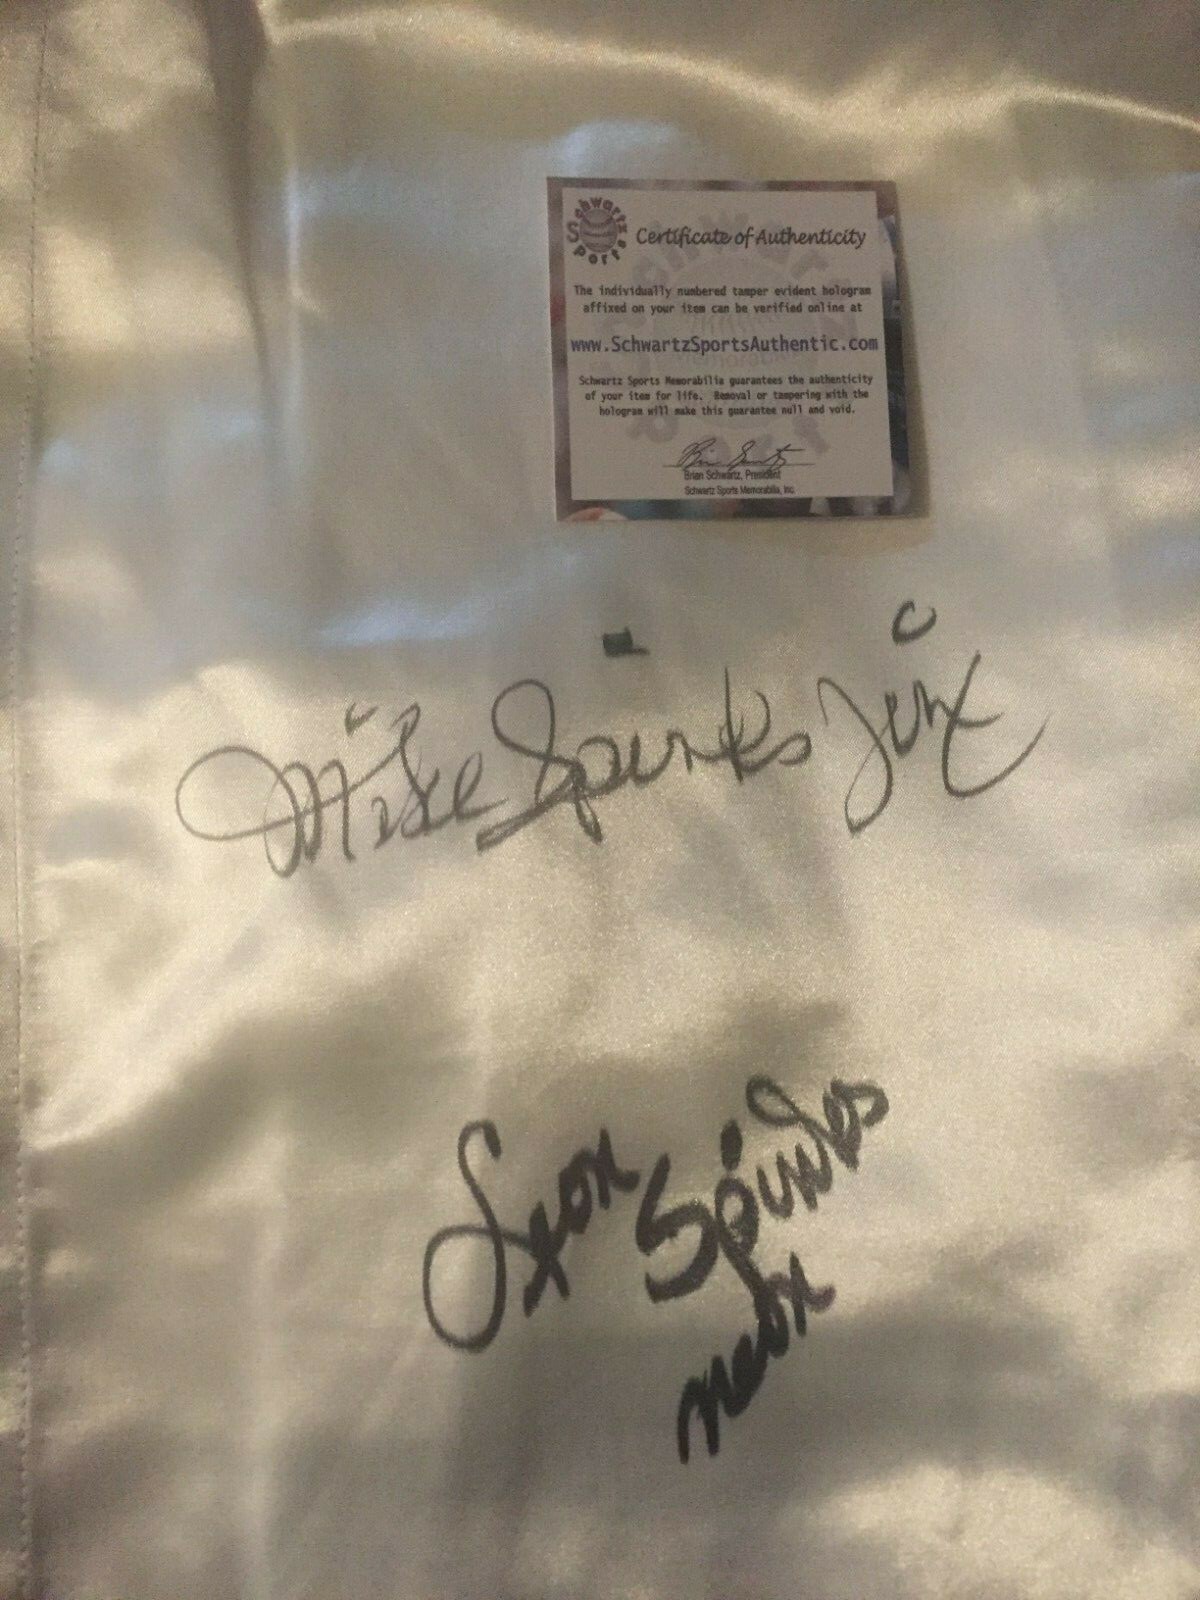 Schwartz Sports
Certificate of Authenticity
The individually numbered tamper evident hologram
affixed on your item can be verified online at
www.SchwartzSportsAuthentic.com
Schwartz Sports Memorabilia guarantees the authenticity
of your item for life. Removal or tampering with the
hologram will make this guarantee null and void.
Brian Schwartz, President
Schwartz Sports Memorabilia, Inc.
Mike Spinks Jinx
Leon Spinks
neon